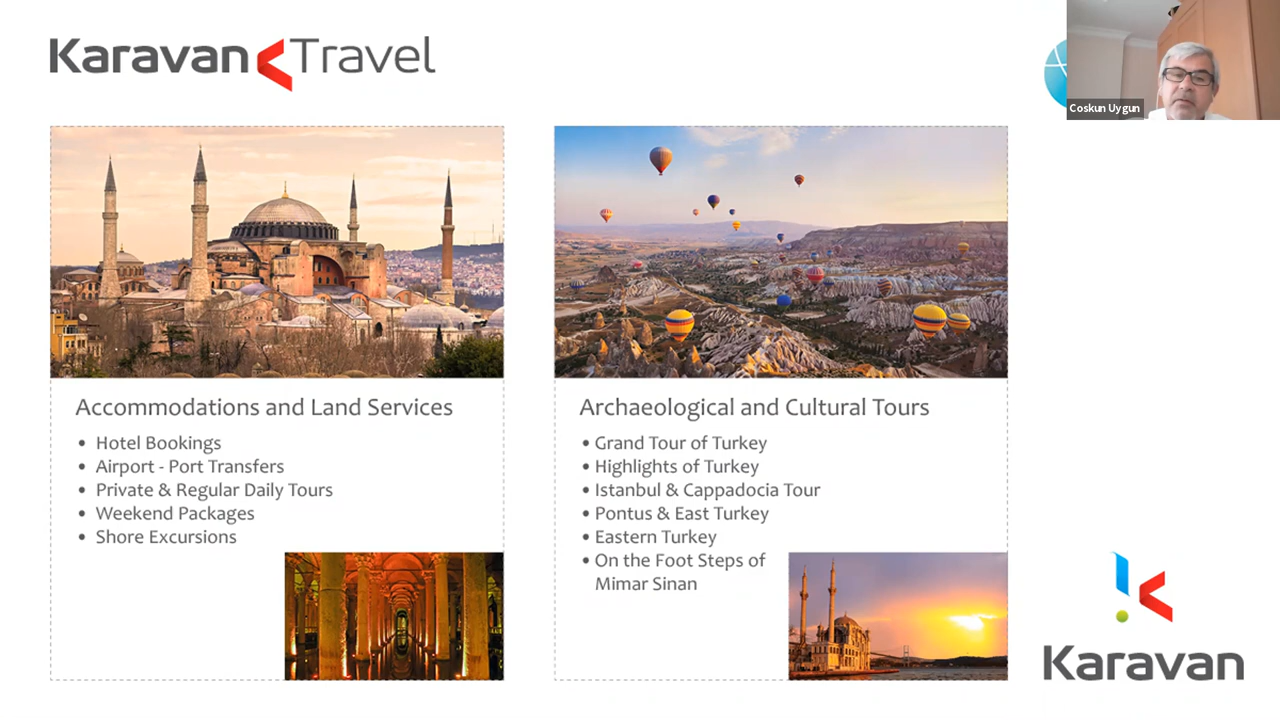 Karavan Travel
Coskun Uygun
Accommodations and Land Services
• Hotel Bookings
• Airport - Port Transfers
• Private & Regular Daily Tours
• Weekend Packages
• Shore Excursions
Archaeological and Cultural Tours
• Grand Tour of Turkey
• Highlights of Turkey
• Istanbul & Cappadocia Tour
• Pontus & East Turkey
• Eastern Turkey
• On the Foot Steps of
Mimar Sinan
Karavan